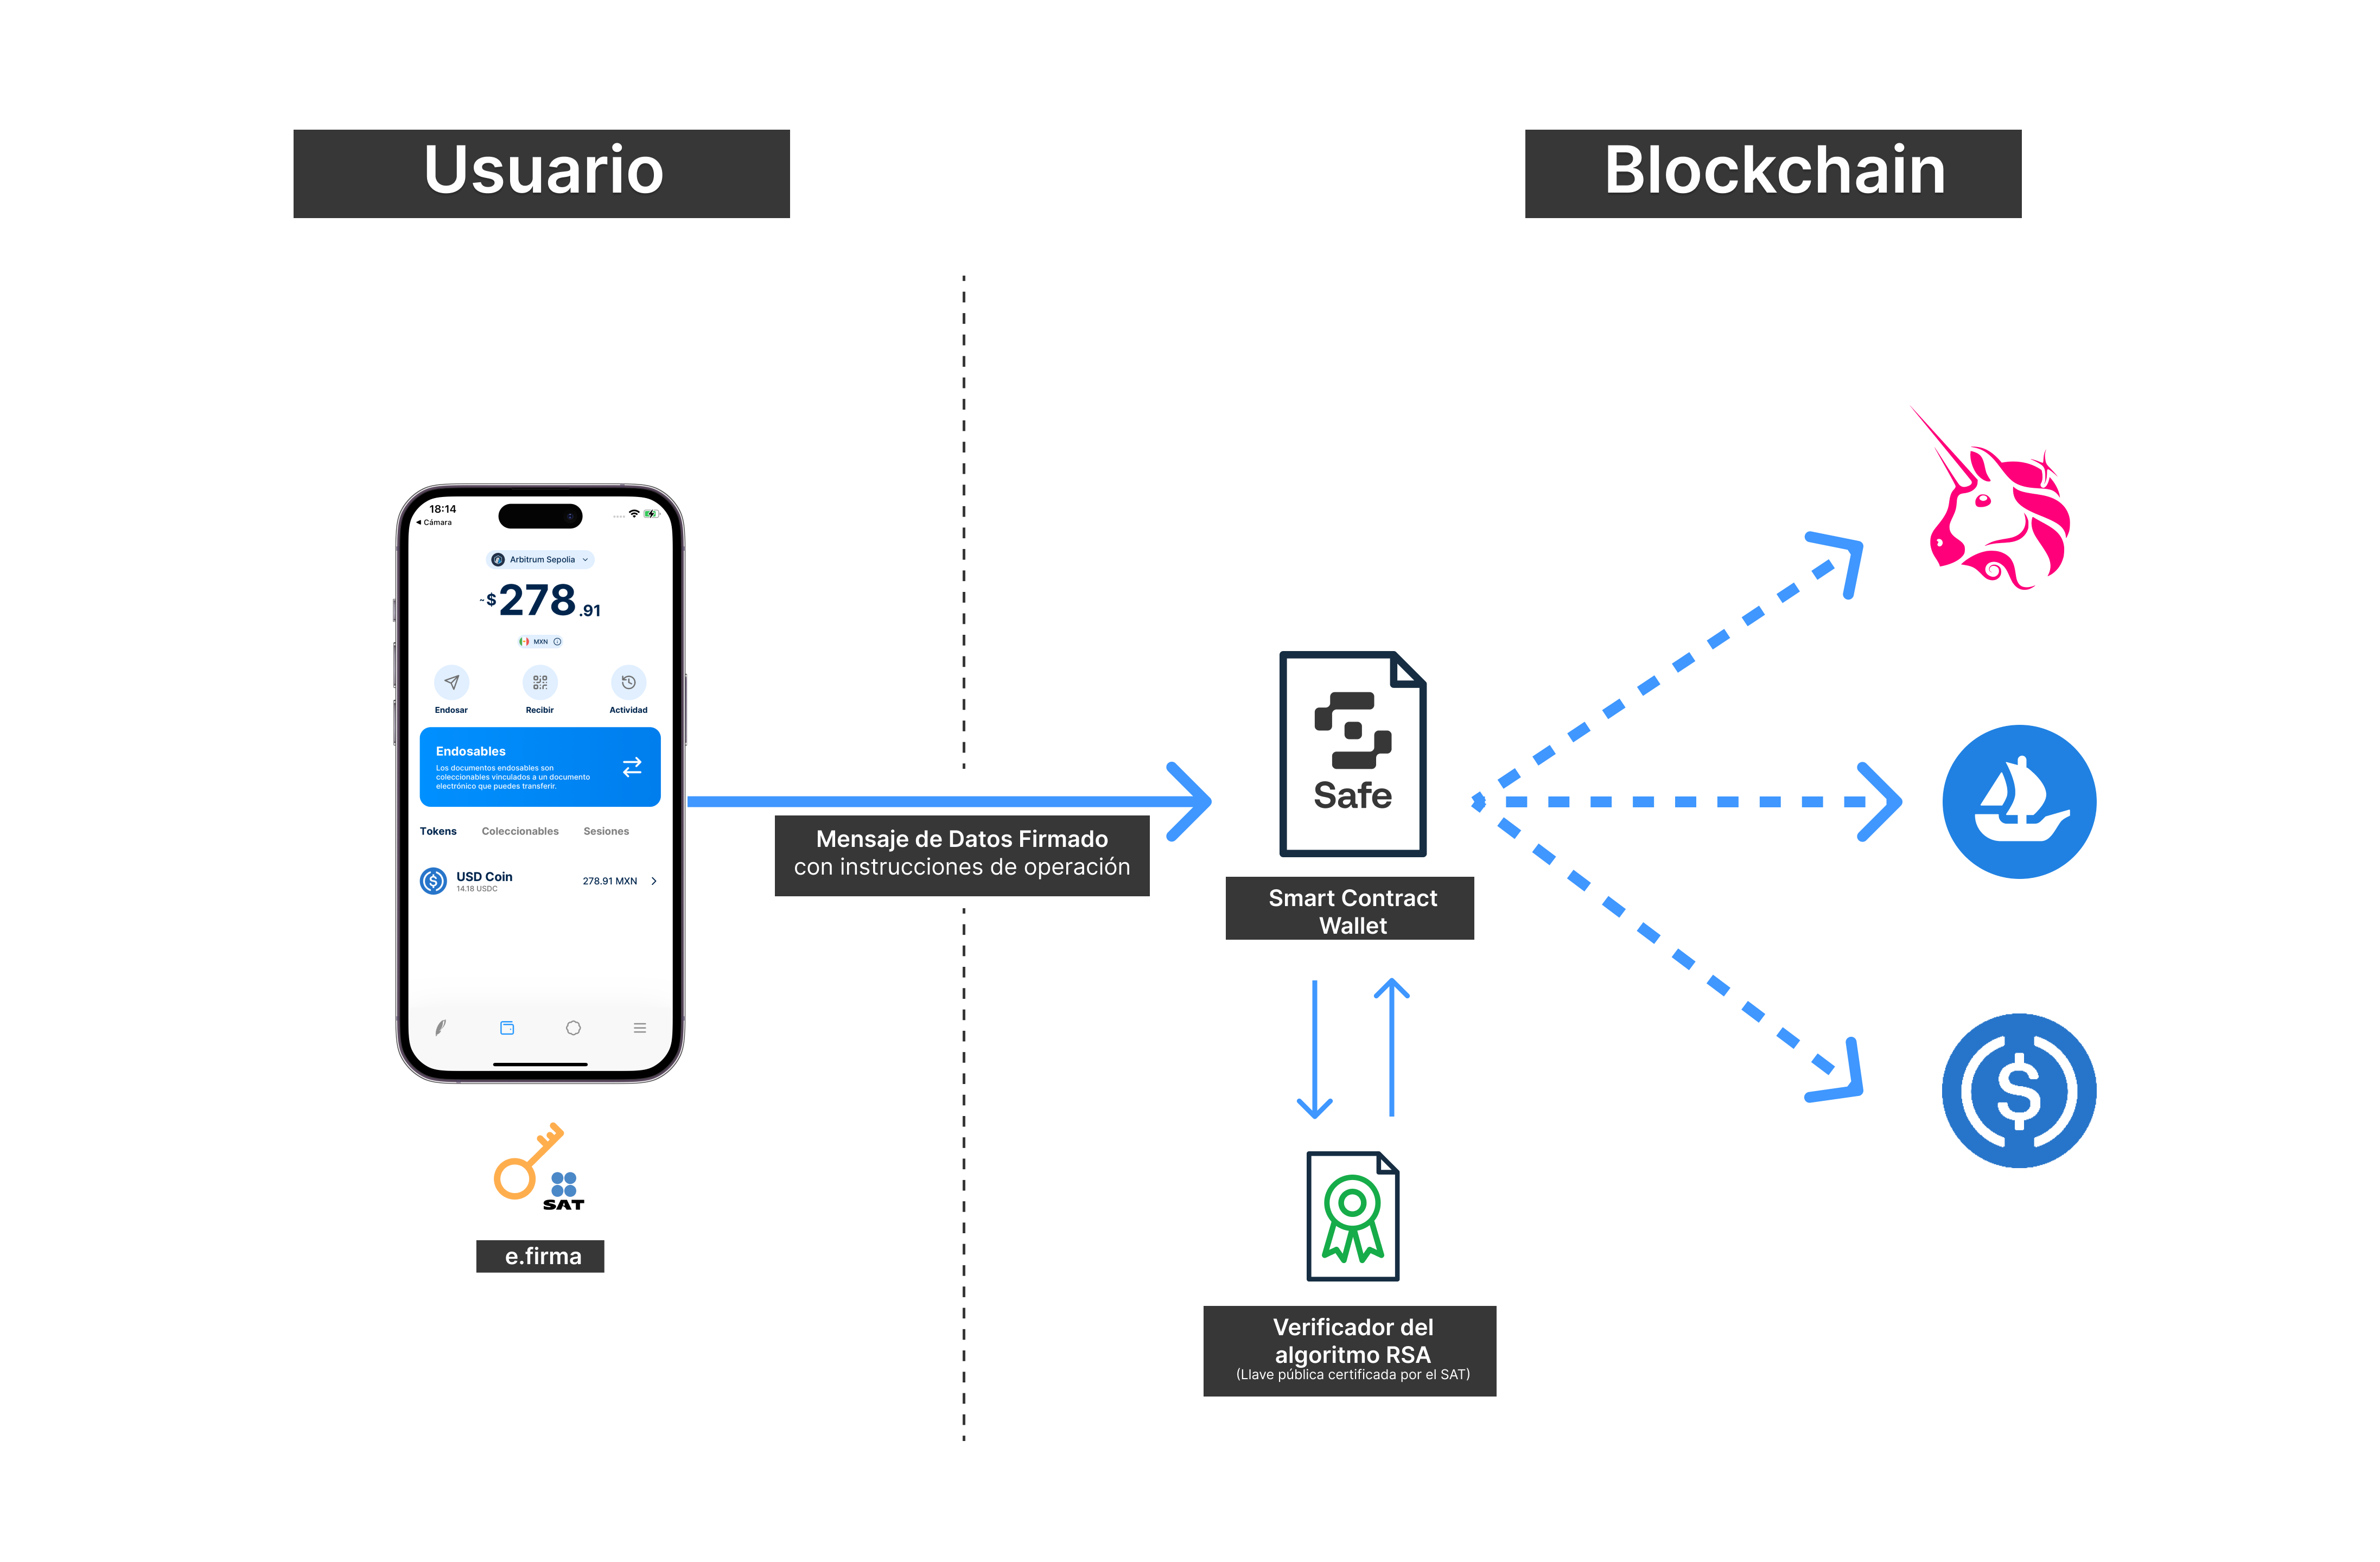 Usuario
Blockchain
18:14
Cámara
Arbitrum Sepolia
~$278.91
MXN
Endosar
Recibir
Actividad
Endosables
Los documentos endosables son
coleccionables vinculados a un documento
electrónico que puedes transferir.
Tokens
Coleccionables
Sesiones
USD Coin
14.18 USDC
278.91 MXN
SAT
e.firma
Mensaje de Datos Firmado
con instrucciones de operación
Safe
Smart Contract
Wallet
Verificador del
algoritmo RSA
(Llave pública certificada por el SAT)